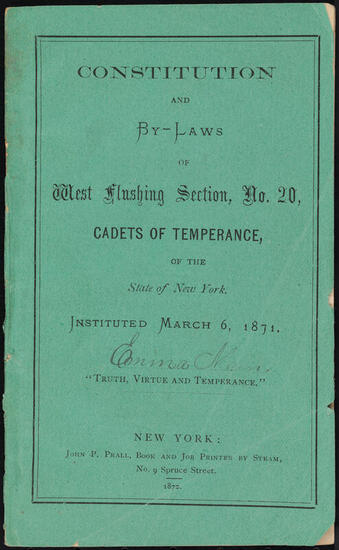 CONSTITUTION
AND
BY-LAWS
OF
West Flushing Section, No. 20,
CADETS OF TEMPERANCE,
OF THE
State of New York.
INSTITUTED MARCH 6, 1871.
Emma
"TRUTH, VIRTUE AND TEMPERANCE."
NEW YORK:
JOHN P. PRALL, BOOK AND JOB PRINTER BY STEAM,
No. 9 SPRUCE STREET.
1872.